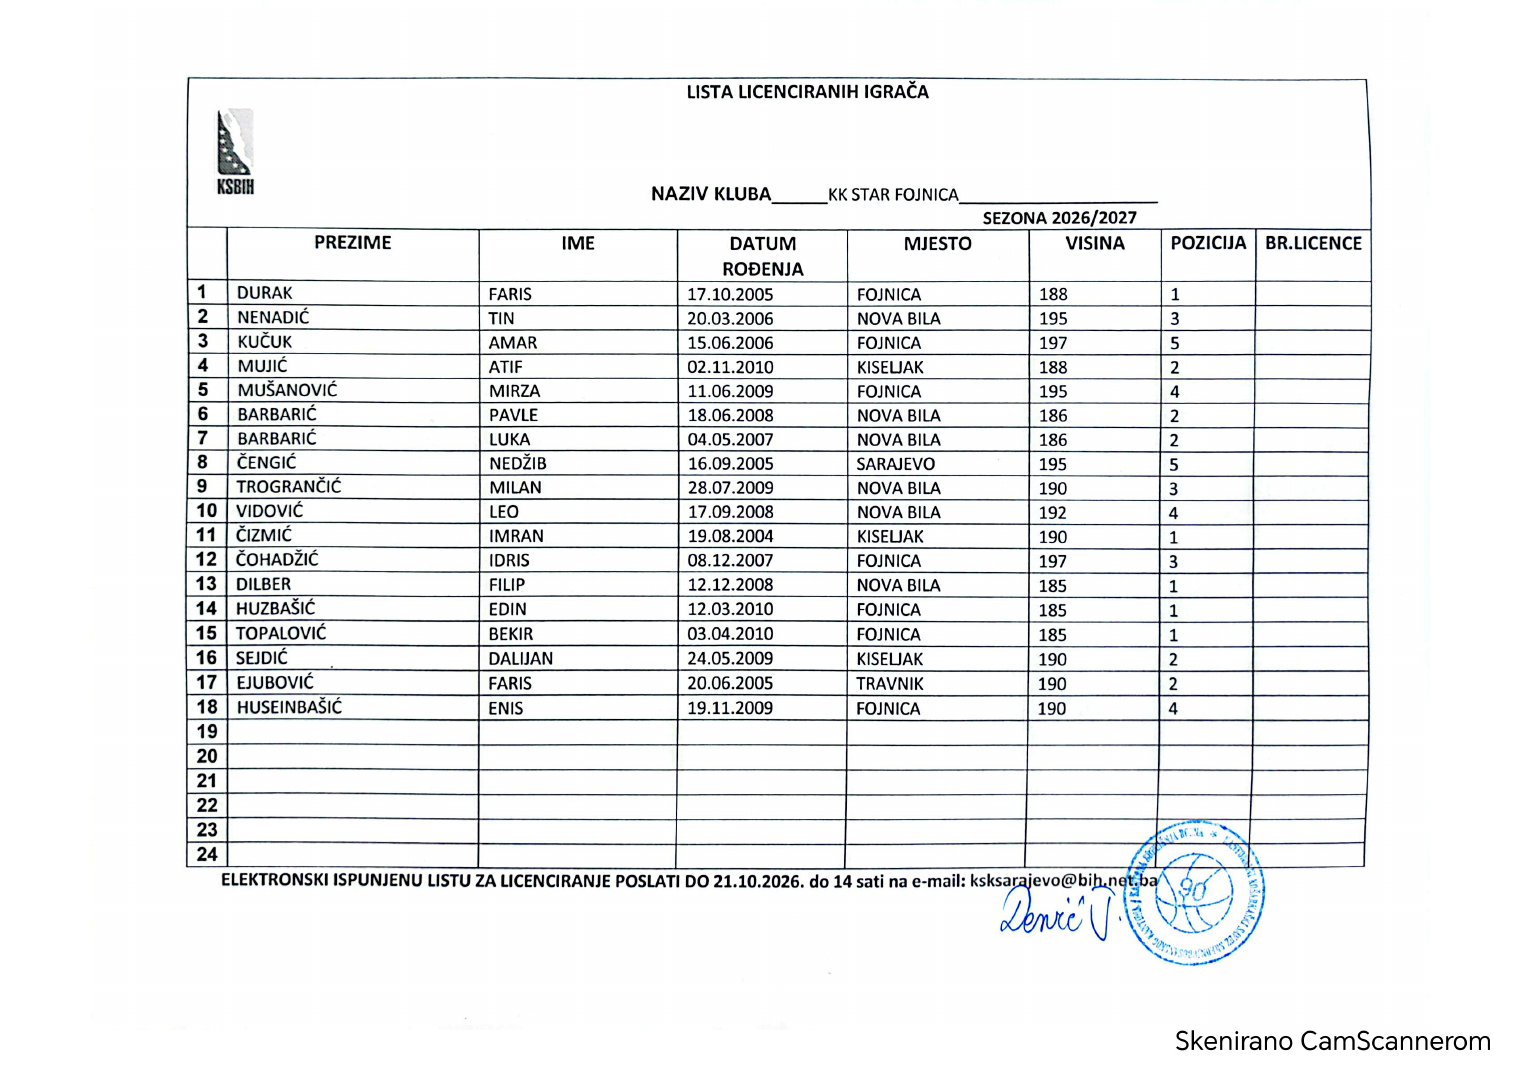 LISTA LICENCIRANIH IGRAČA
KSBIH
NAZIV KLUBA______KK STAR FOJNICA____________________
SEZONA 2026/2027
PREZIME IME DATUM ROĐENJA MJESTO VISINA POZICIJA BR.LICENCE
1 DURAK FARIS 17.10.2005 FOJNICA 188 1
2 NENADIĆ TIN 20.03.2006 NOVA BILA 195 3
3 KUČUK AMAR 15.06.2006 FOJNICA 197 5
4 MUJIĆ ATIF 02.11.2010 KISELJAK 188 2
5 MUŠANOVIĆ MIRZA 11.06.2009 FOJNICA 195 4
6 BARBARIĆ PAVLE 18.06.2008 NOVA BILA 186 2
7 BARBARIĆ LUKA 04.05.2007 NOVA BILA 186 2
8 ČENGIĆ NEDŽIB 16.09.2005 SARAJEVO 195 5
9 TROGRANČIĆ MILAN 28.07.2009 NOVA BILA 190 3
10 VIDOVIĆ LEO 17.09.2008 NOVA BILA 192 4
11 ČIZMIĆ IMRAN 19.08.2004 KISELJAK 190 1
12 ČOHADŽIĆ IDRIS 08.12.2007 FOJNICA 197 3
13 DILBER FILIP 12.12.2008 NOVA BILA 185 1
14 HUZBAŠIĆ EDIN 12.03.2010 FOJNICA 185 1
15 TOPALOVIĆ BEKIR 03.04.2010 FOJNICA 185 1
16 SEJDIĆ DALIJAN 24.05.2009 KISELJAK 190 2
17 EJUBOVIĆ FARIS 20.06.2005 TRAVNIK 190 2
18 HUSEINBAŠIĆ ENIS 19.11.2009 FOJNICA 190 4
19
20
21
22
23
24
ELEKTRONSKI ISPUNJENU LISTU ZA LICENCIRANJE POSLATI DO 21.10.2026. do 14 sati na e-mail: ksksarajevo@bih.net.ba
90
Skenirano CamScannerom